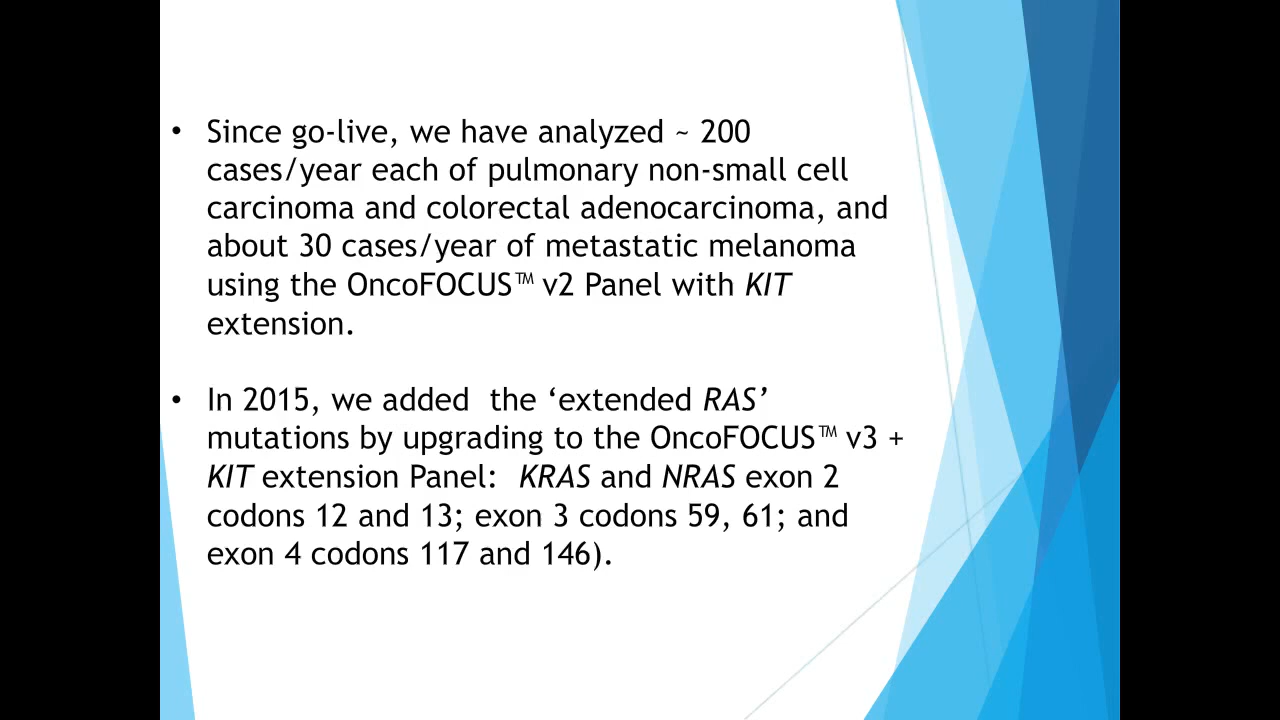 • Since go-live, we have analyzed ~ 200
cases/year each of pulmonary non-small cell
carcinoma and colorectal adenocarcinoma, and
about 30 cases/year of metastatic melanoma
using the OncoFOCUS™ v2 Panel with KIT
extension.
• In 2015, we added  the ‘extended RAS’
mutations by upgrading to the OncoFOCUS™ v3 +
KIT extension Panel:  KRAS and NRAS exon 2
codons 12 and 13; exon 3 codons 59, 61; and
exon 4 codons 117 and 146).